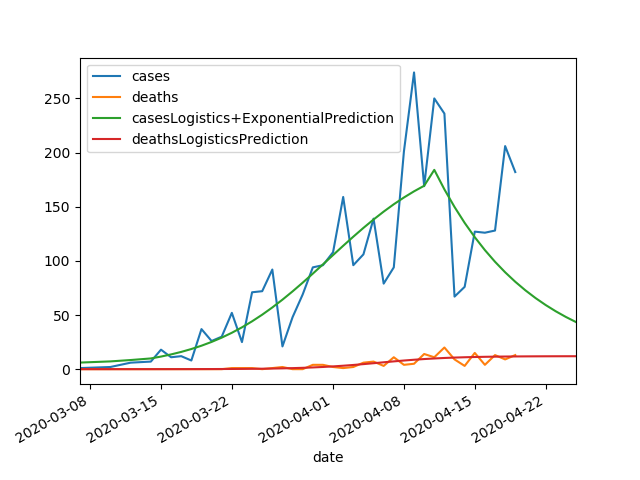 cases
deaths
casesLogistics+ExponentialPrediction
deathsLogisticsPrediction
250
200
150
100
50
0
2020-03-08
2020-03-15
2020-03-22
2020-04-01
2020-04-08
2020-04-15
2020-04-22
date